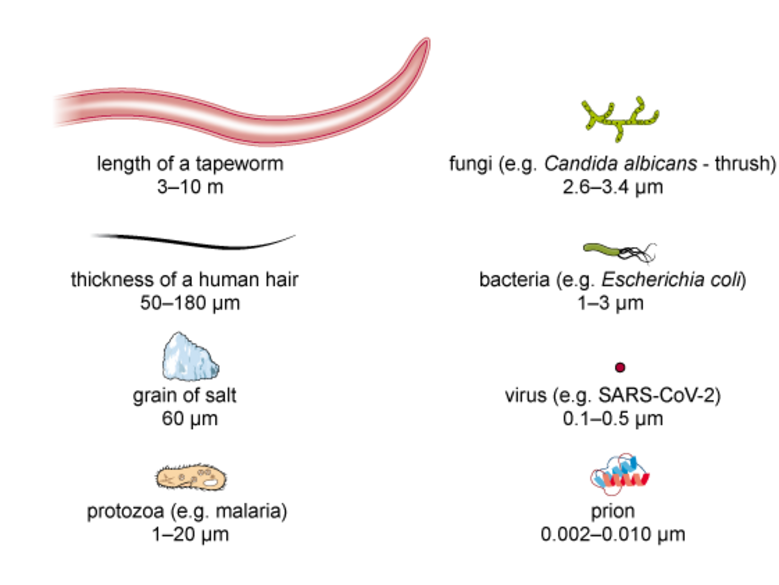 length of a tapeworm
3–10 m
fungi (e.g. Candida albicans - thrush)
2.6–3.4 µm
thickness of a human hair
50–180 µm
bacteria (e.g. Escherichia coli)
1–3 µm
grain of salt
60 µm
virus (e.g. SARS-CoV-2)
0.1–0.5 µm
protozoa (e.g. malaria)
1–20 µm
prion
0.002–0.010 µm